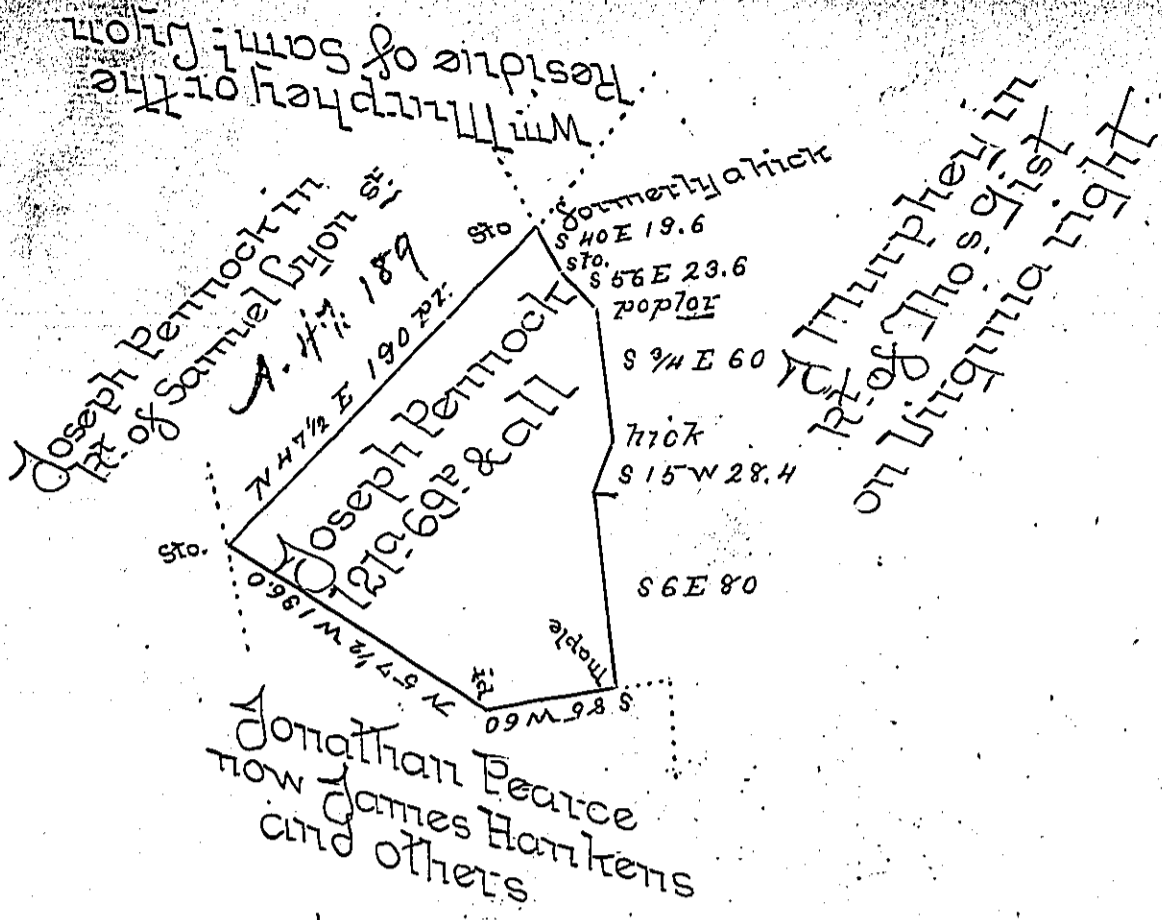 Wm Murphey or the
Residue of Saml Lyon
Joseph Pennock in
Rt. of Samuel Lyon Sr:
A. 47: 189
Sto
formerly a hick
S 40 E 19.6
Sto.
S 56 E 23.6
poplar
S 3/4 E 60
hick
S 15 W 28.4
S 6 E 80
maple
S 86 W 60
pt
N 57 1/2 W 136.0
Sto.
N 47 1/2 E 190 pr:
Joseph Pennock
121a. 69p. & all
Murphey in
Rt. of Thos. Gist
on Virginia right
Jonathan Pearce
now James Hankens
and others